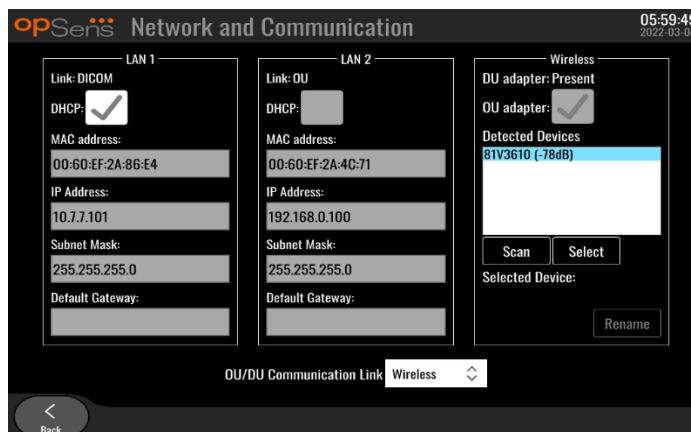 opSens Network and Communication
05:59:49
2022-03-0
LAN 1
Link: DICOM
DHCP:
MAC address:
00:60:EF:2A:86:E4
IP Address:
10.7.7.101
Subnet Mask:
255.255.255.0
Default Gateway:
LAN 2
Link: OU
DHCP:
MAC address:
00:60:EF:2A:4C:71
IP Address:
192.168.0.100
Subnet Mask:
255.255.255.0
Default Gateway:
Wireless
DU adapter: Present
OU adapter:
Detected Devices
81V3610 (-78dB)
Scan Select
Selected Device:
Rename
OU/DU Communication Link Wireless
Back